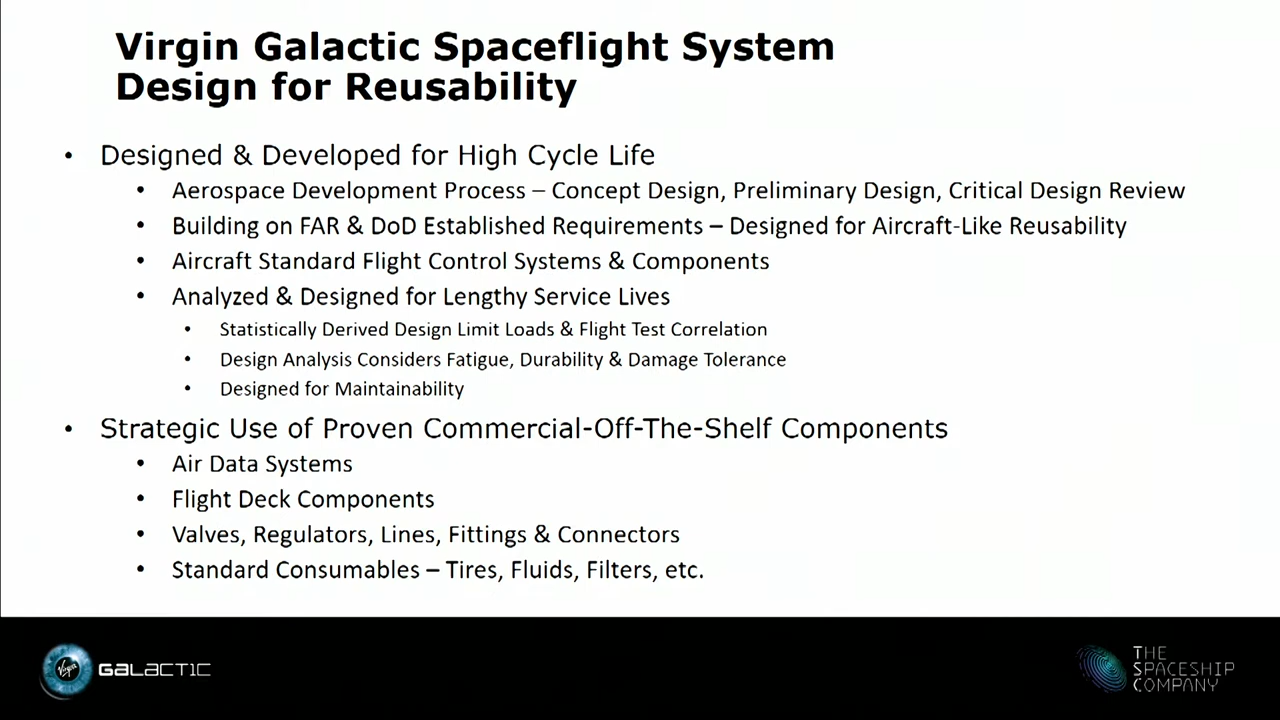 Virgin Galactic Spaceflight System
Design for Reusability
• Designed & Developed for High Cycle Life
• Aerospace Development Process – Concept Design, Preliminary Design, Critical Design Review
• Building on FAR & DoD Established Requirements – Designed for Aircraft-Like Reusability
• Aircraft Standard Flight Control Systems & Components
• Analyzed & Designed for Lengthy Service Lives
• Statistically Derived Design Limit Loads & Flight Test Correlation
• Design Analysis Considers Fatigue, Durability & Damage Tolerance
• Designed for Maintainability
• Strategic Use of Proven Commercial-Off-The-Shelf Components
• Air Data Systems
• Flight Deck Components
• Valves, Regulators, Lines, Fittings & Connectors
• Standard Consumables – Tires, Fluids, Filters, etc.
Virgin GALACTIC
THE
SPACESHIP
COMPANY